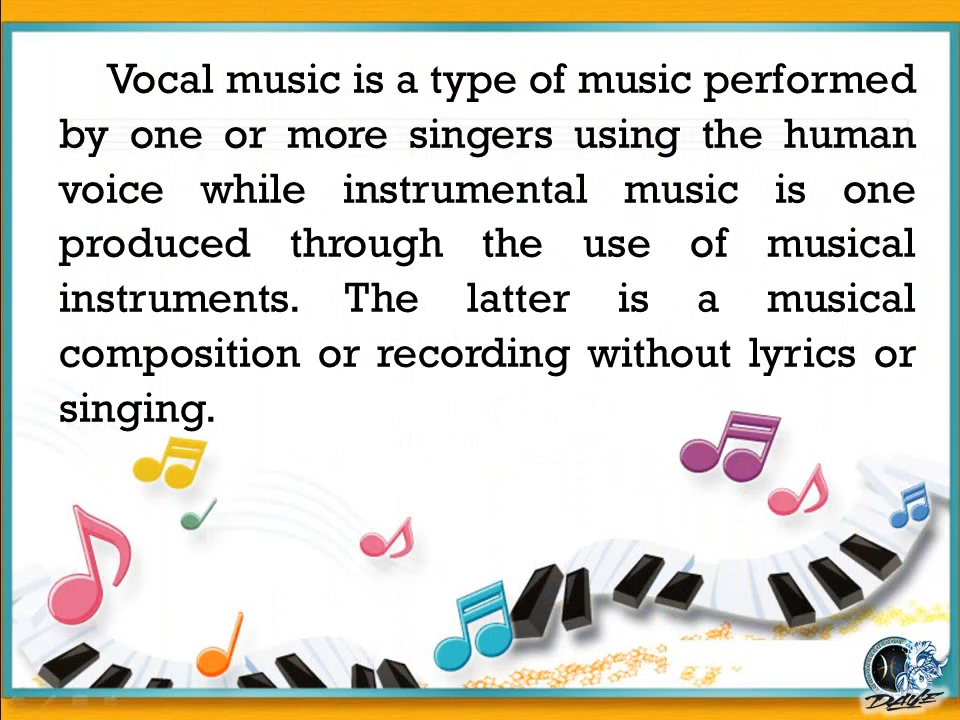 Vocal music is a type of music performed
by one or more singers using the human
voice while instrumental music is one
produced through the use of musical
instruments. The latter is a musical
composition or recording without lyrics or
singing.
DAVE